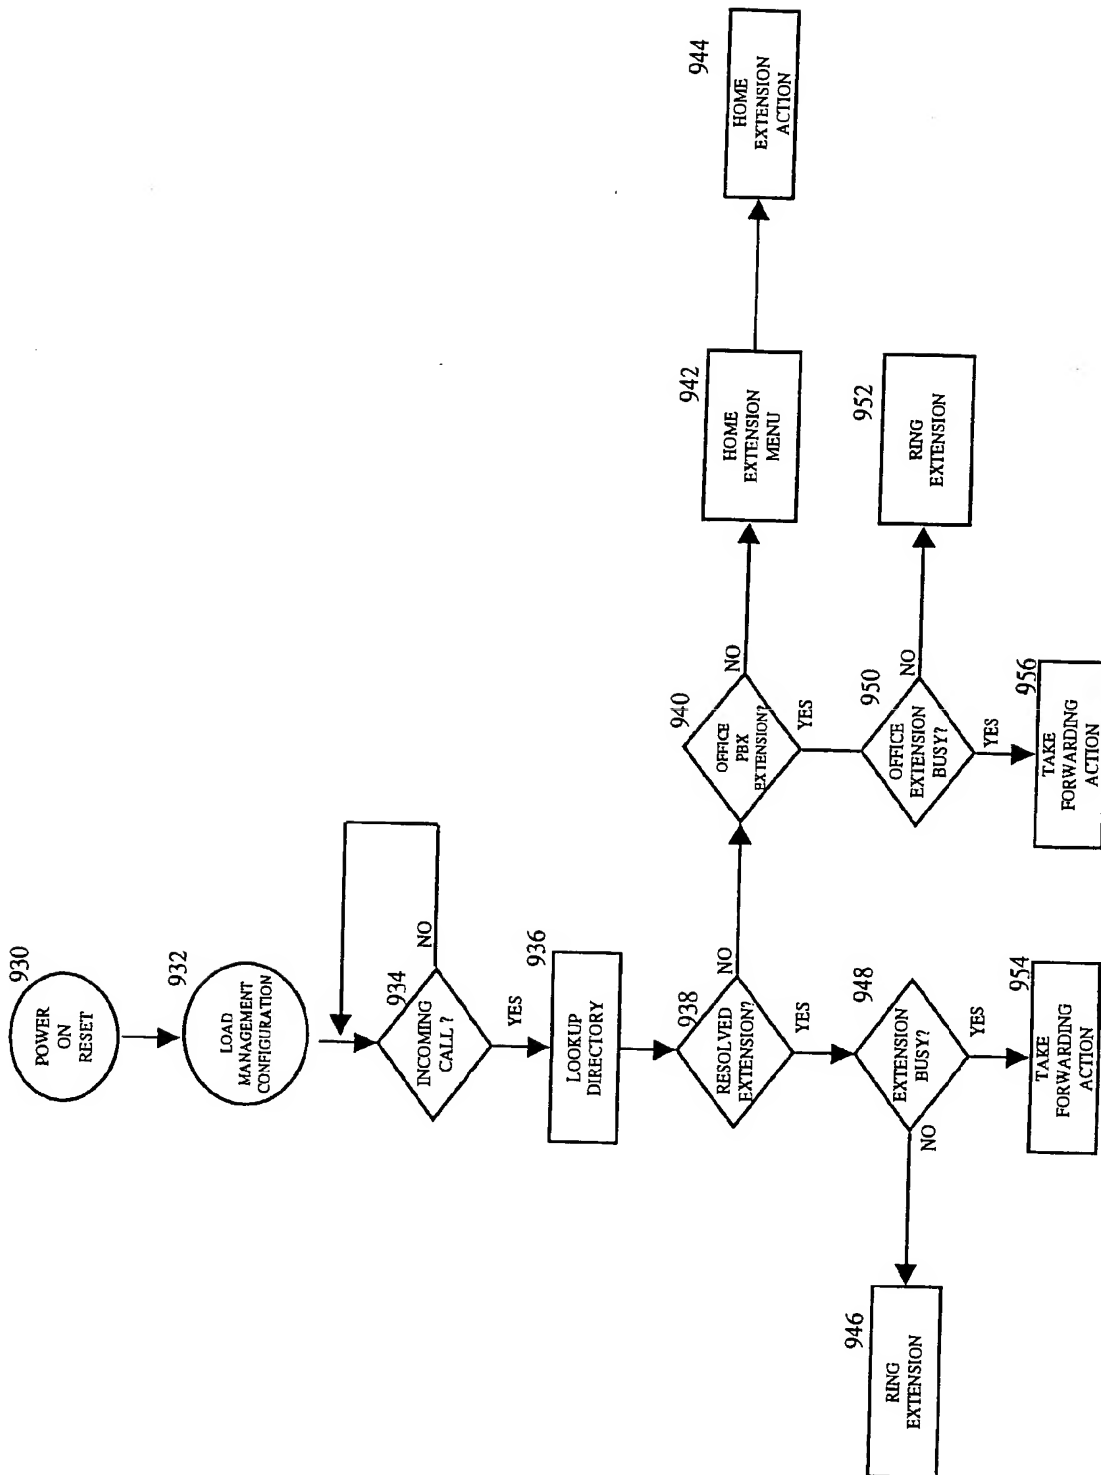 930
POWER
ON
RESET
932
LOAD
MANAGEMENT
CONFIGURATION
934
INCOMING
CALL ?
NO
YES
936
LOOKUP
DIRECTORY
938
RESOLVED
EXTENSION?
NO
YES
940
OFFICE
PBX
EXTENSION?
NO
YES
942
HOME
EXTENSION
MENU
944
HOME
EXTENSION
ACTION
948
EXTENSION
BUSY?
NO
YES
946
RING
EXTENSION
954
TAKE
FORWARDING
ACTION
950
OFFICE
EXTENSION
BUSY?
NO
YES
952
RING
EXTENSION
956
TAKE
FORWARDING
ACTION